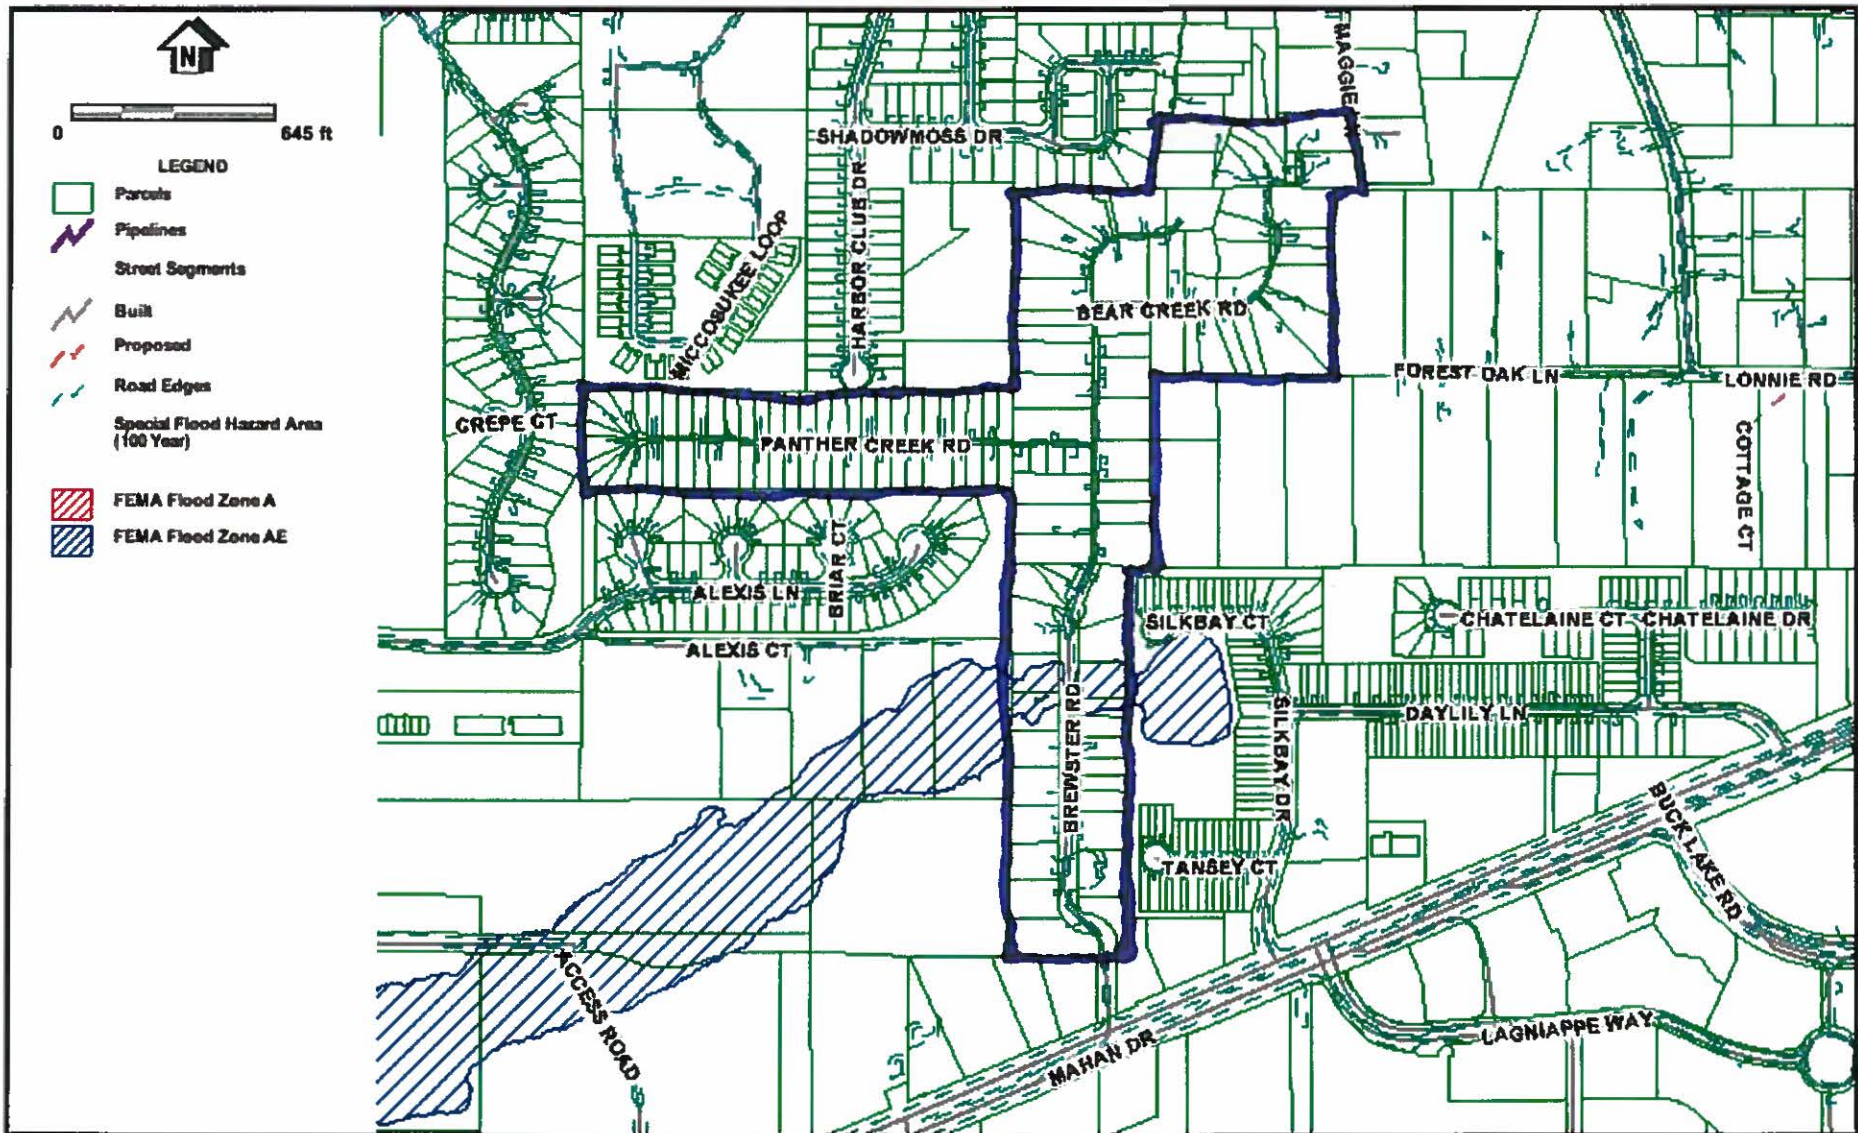 N
0 645 ft
LEGEND
Parcels
Pipelines
Street Segments
Built
Proposed
Road Edges
Special Flood Hazard Area
(100 Year)
FEMA Flood Zone A
FEMA Flood Zone AE
MAGGIE LN
SHADOWMOSS DR
HARBOR CLUB DR
MICCOSUKEE LOOP
BEAR CREEK RD
FOREST OAK LN
LONNIE RD
CREPE CT
PANTHER CREEK RD
COTTAGE CT
BRIAR CT
ALEXIS LN
SILKBAY CT
CHATELAINE CT
CHATELAINE DR
ALEXIS CT
BREWSTER RD
SILKBAY DR
DAYLILY LN
BUCK LAKE RD
TANSEY CT
ACCESS ROAD
MAHAN DR
LAGNIAPPE WAY